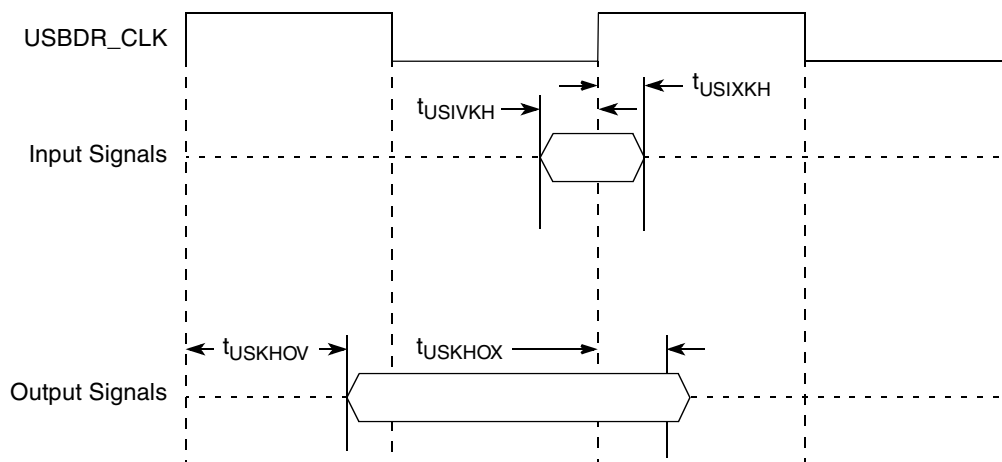 USBDR_CLK
tUSIXKH
tUSIVKH
Input Signals
tUSKHOV
tUSKHOX
Output Signals